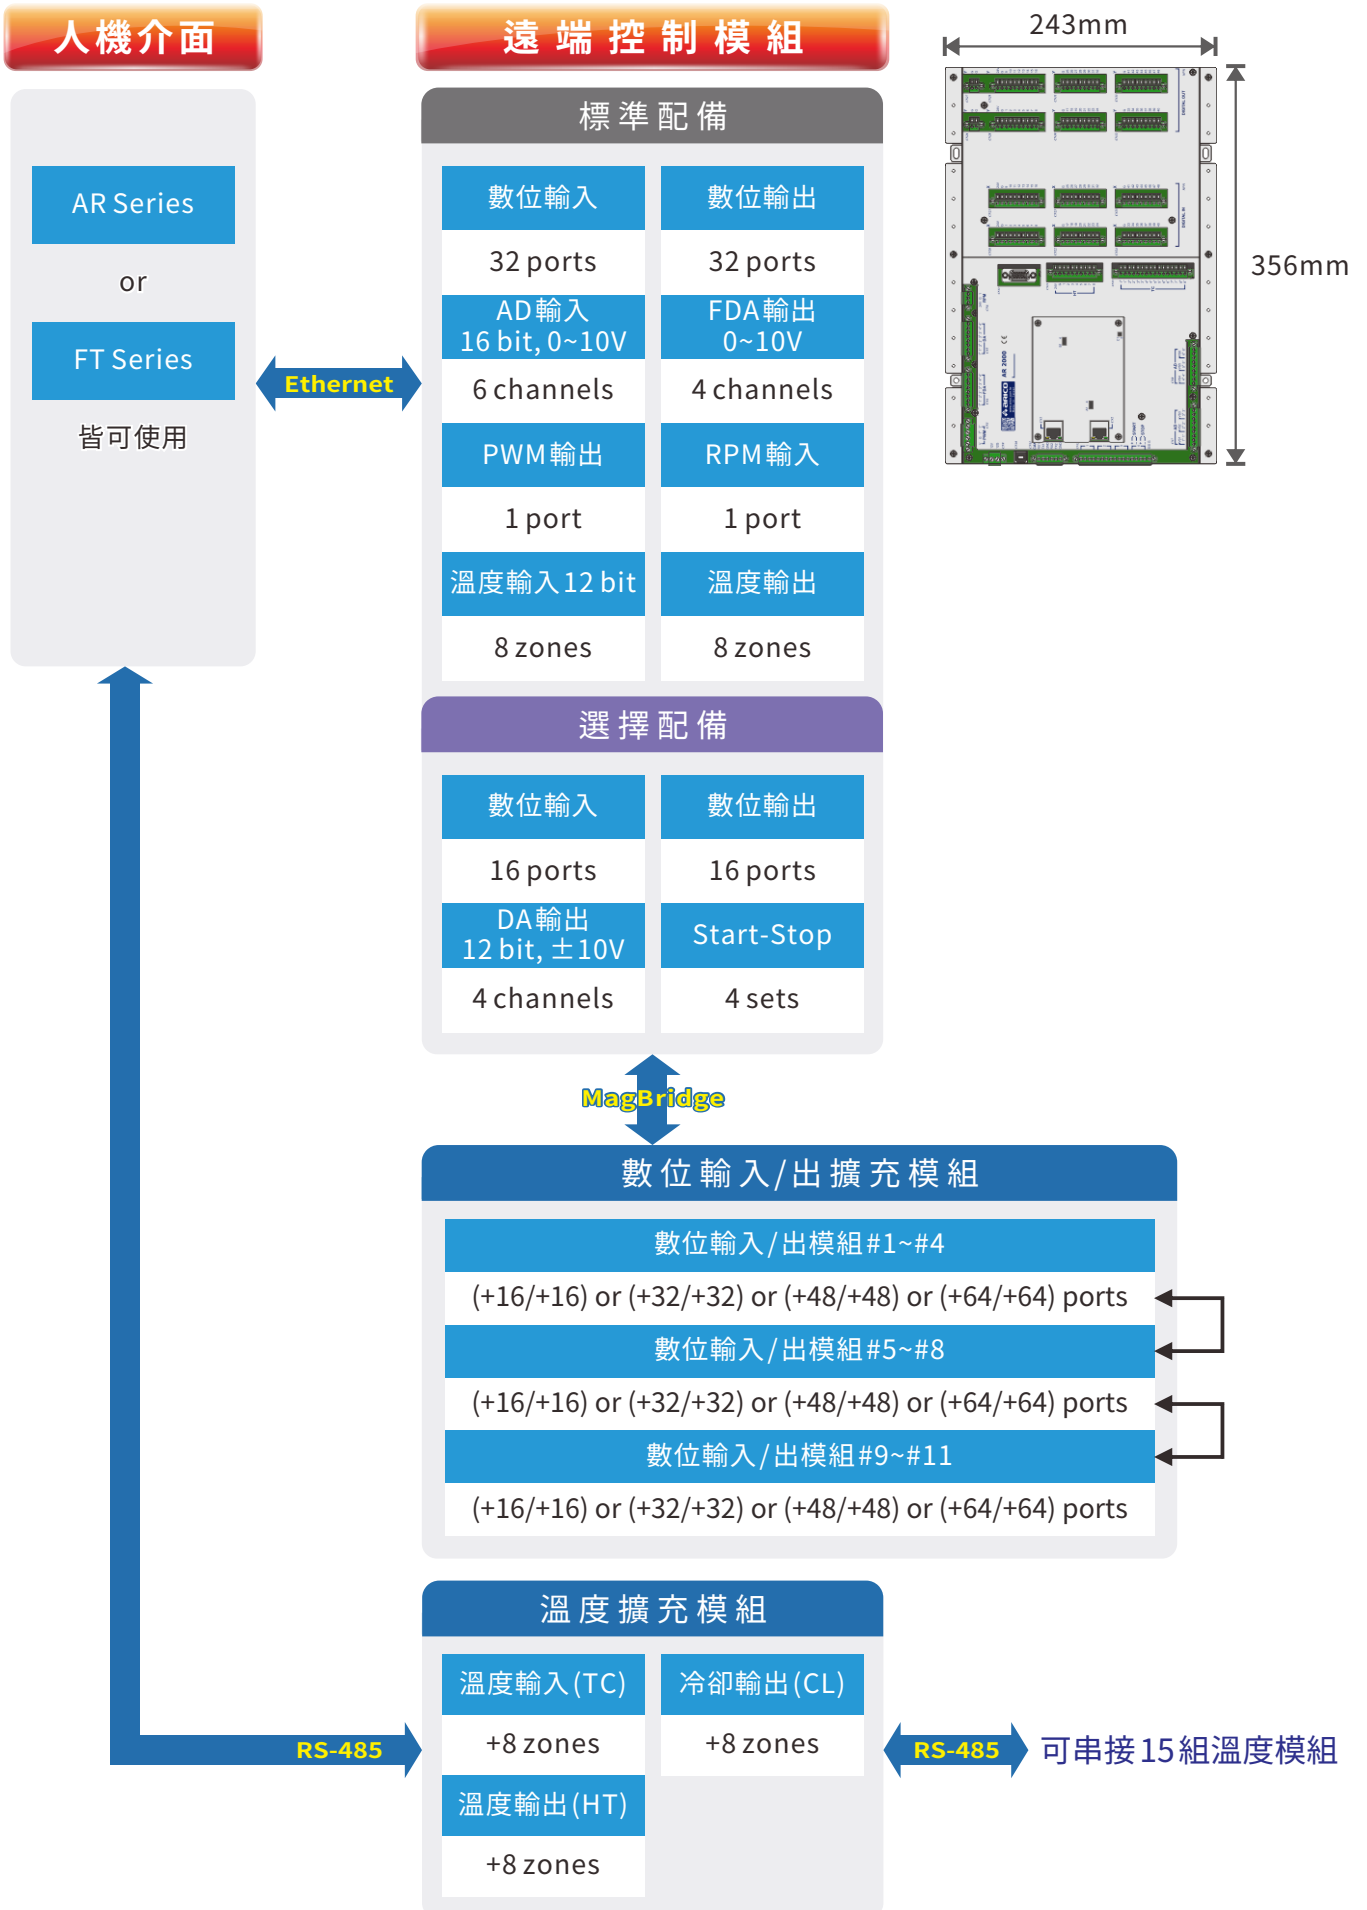 人機介面
AR Series
or
FT Series
皆可使用
Ethernet
遠端控制模組
標準配備
數位輸入
數位輸出
32 ports
32 ports
AD輸入
16 bit, 0~10V
FDA輸出
0~10V
6 channels
4 channels
PWM輸出
RPM輸入
1 port
1 port
溫度輸入12 bit
溫度輸出
8 zones
8 zones
選擇配備
數位輸入
數位輸出
16 ports
16 ports
DA輸出
12 bit, ±10V
Start-Stop
4 channels
4 sets
243mm
356mm
DIGITAL OUT
DIGITAL IN
AR 2000
MagBridge
數位輸入/出擴充模組
數位輸入/出模組#1~#4
(+16/+16) or (+32/+32) or (+48/+48) or (+64/+64) ports
數位輸入/出模組#5~#8
(+16/+16) or (+32/+32) or (+48/+48) or (+64/+64) ports
數位輸入/出模組#9~#11
(+16/+16) or (+32/+32) or (+48/+48) or (+64/+64) ports
溫度擴充模組
溫度輸入(TC)
冷卻輸出(CL)
+8 zones
+8 zones
溫度輸出(HT)
+8 zones
RS-485
RS-485
可串接15組溫度模組